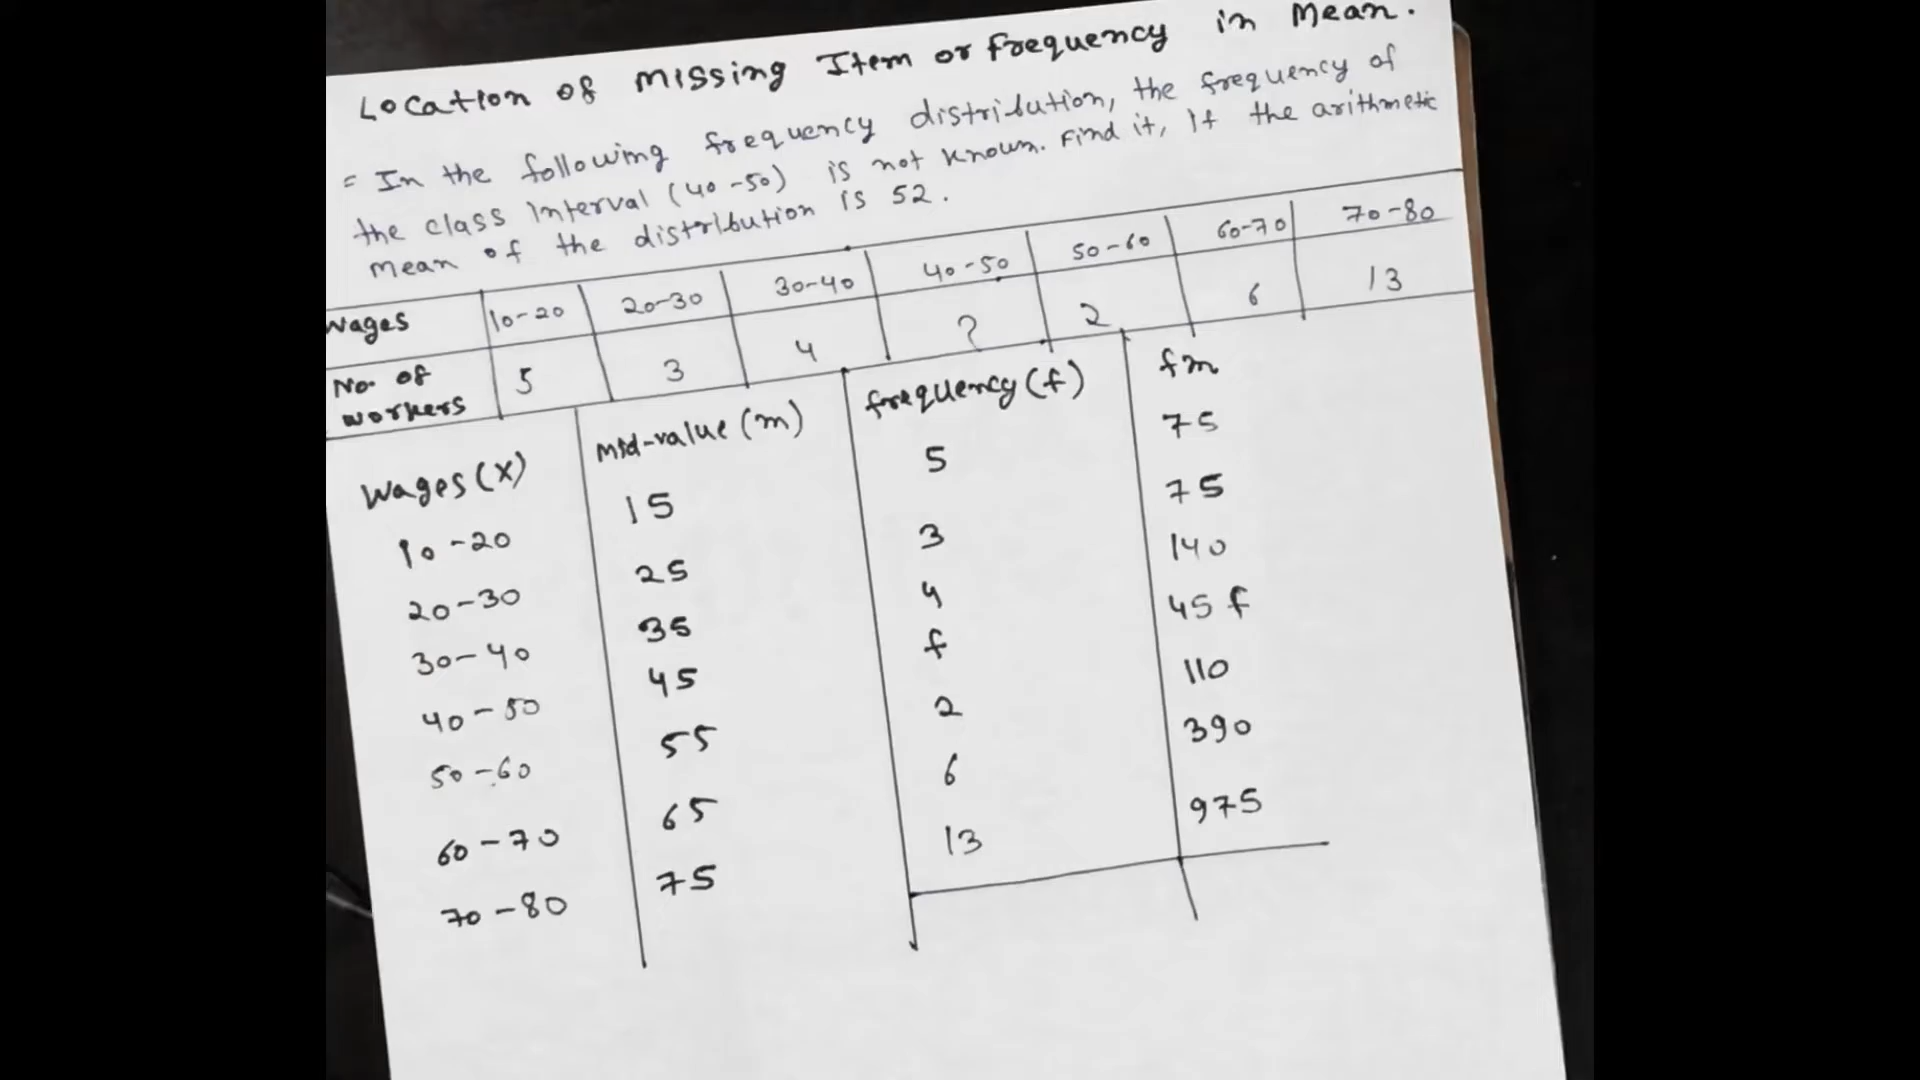 Location of Missing Item or frequency in Mean.
= In the following frequency distribution, the frequency of
the class Interval (40-50) is not known. Find it, If the arithmetic
mean of the distribution is 52.
Wages 10-20 20-30 30-40 40-50 50-60 60-70 70-80
No. of workers 5 3 4 ? 2 6 13
Wages (X) Mid-value (m) frequency (f) fm
10-20 15 5 75
20-30 25 3 75
30-40 35 4 140
40-50 45 f 45 f
50-60 55 2 110
60-70 65 6 390
70-80 75 13 975